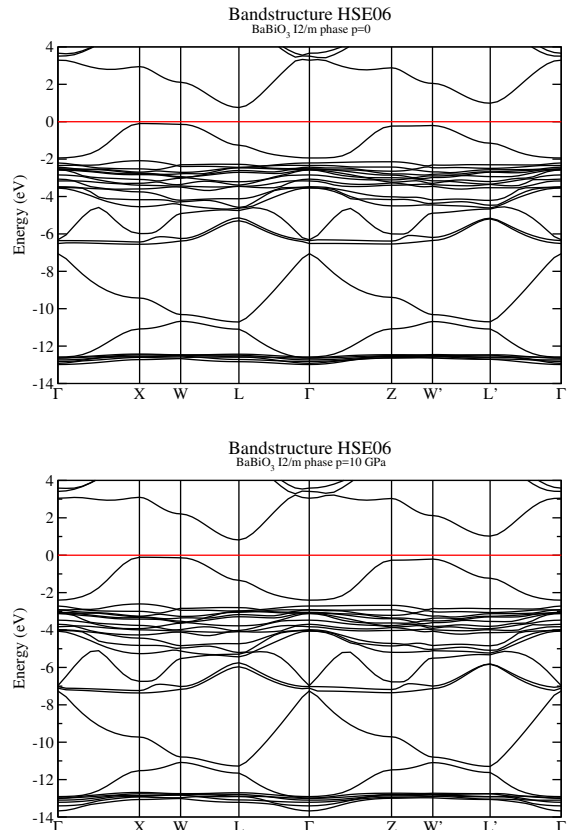 Bandstructure HSE06
BaBiO3 I2/m phase p=0
4
2
0
-2
-4
-6
-8
-10
-12
-14
Energy (eV)
Γ X W L Γ Z W' L' Γ
Bandstructure HSE06
BaBiO3 I2/m phase p=10 GPa
4
2
0
-2
-4
-6
-8
-10
-12
-14
Energy (eV)
Γ X W L Γ Z W' L' Γ